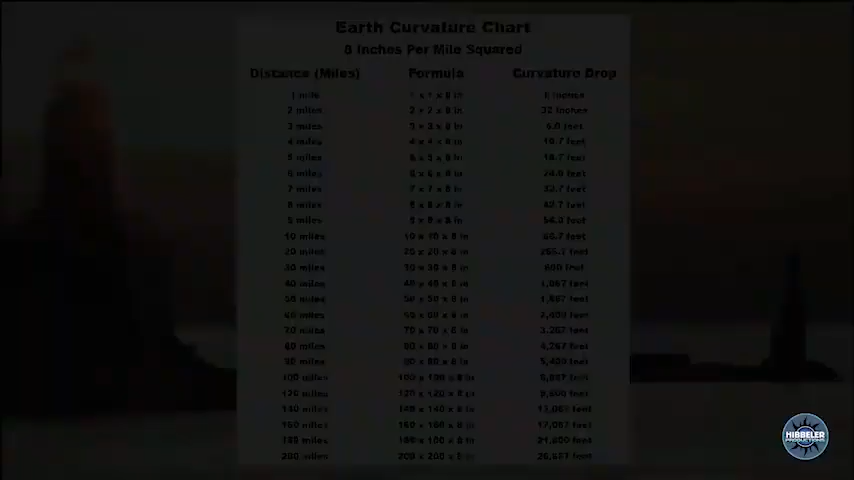 Earth Curvature Chart
8 Inches Per Mile Squared
Distance (Miles) Formula Curvature Drop
1 mile 1 x 1 x 8 in 8 inches
2 miles 2 x 2 x 8 in 32 inches
3 miles 3 x 3 x 8 in 6.0 feet
4 miles 4 x 4 x 8 in 10.7 feet
5 miles 5 x 5 x 8 in 16.7 feet
6 miles 6 x 6 x 8 in 24.0 feet
7 miles 7 x 7 x 8 in 32.7 feet
8 miles 8 x 8 x 8 in 42.7 feet
9 miles 9 x 9 x 8 in 54.0 feet
10 miles 10 x 10 x 8 in 66.7 feet
20 miles 20 x 20 x 8 in
30 miles 30 x 30 x 8 in 600 feet
40 miles 40 x 40 x 8 in 1,067 feet
50 miles 50 x 50 x 8 in 1,667 feet
60 miles 60 x 60 x 8 in 2,400 feet
70 miles 70 x 70 x 8 in 3,267 feet
80 miles 80 x 80 x 8 in 4,267 feet
90 miles 90 x 90 x 8 in 5,400 feet
100 miles 100 x 100 x 8 in 6,667 feet
120 miles 120 x 120 x 8 in 9,600 feet
140 miles 140 x 140 x 8 in 13,067 feet
160 miles 160 x 160 x 8 in 17,067 feet
180 miles 180 x 180 x 8 in 21,600 feet
200 miles 200 x 200 x 8 in 26,667 feet
HIBBELER
PRODUCTIONS